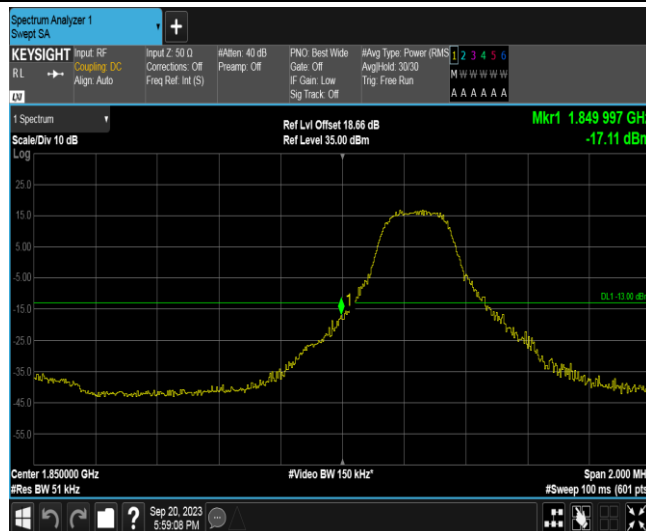 Spectrum Analyzer 1
Swept SA
+
KEYSIGHT
RL
LXI
Input: RF
Coupling: DC
Align: Auto
Input Z: 50 Ω
Corrections: Off
Freq Ref: Int (S)
#Atten: 40 dB
Preamp: Off
PNO: Best Wide
Gate: Off
IF Gain: Low
Sig Track: Off
#Avg Type: Power (RMS
Avg|Hold: 30/30
Trig: Free Run
1 2 3 4 5 6
M W W W W W
A A A A A A
1 Spectrum
Scale/Div 10 dB
Log
Ref Lvl Offset 18.66 dB
Ref Level 35.00 dBm
Mkr1 1.849 997 GHz
-17.11 dBm
25.0
15.0
5.00
-5.00
-15.0
-25.0
-35.0
-45.0
-55.0
1
DL1 -13.00 dBm
Center 1.850000 GHz
#Res BW 51 kHz
#Video BW 150 kHz*
Span 2.000 MH
#Sweep 100 ms (601 pts
?
Sep 20, 2023
5:59:08 PM